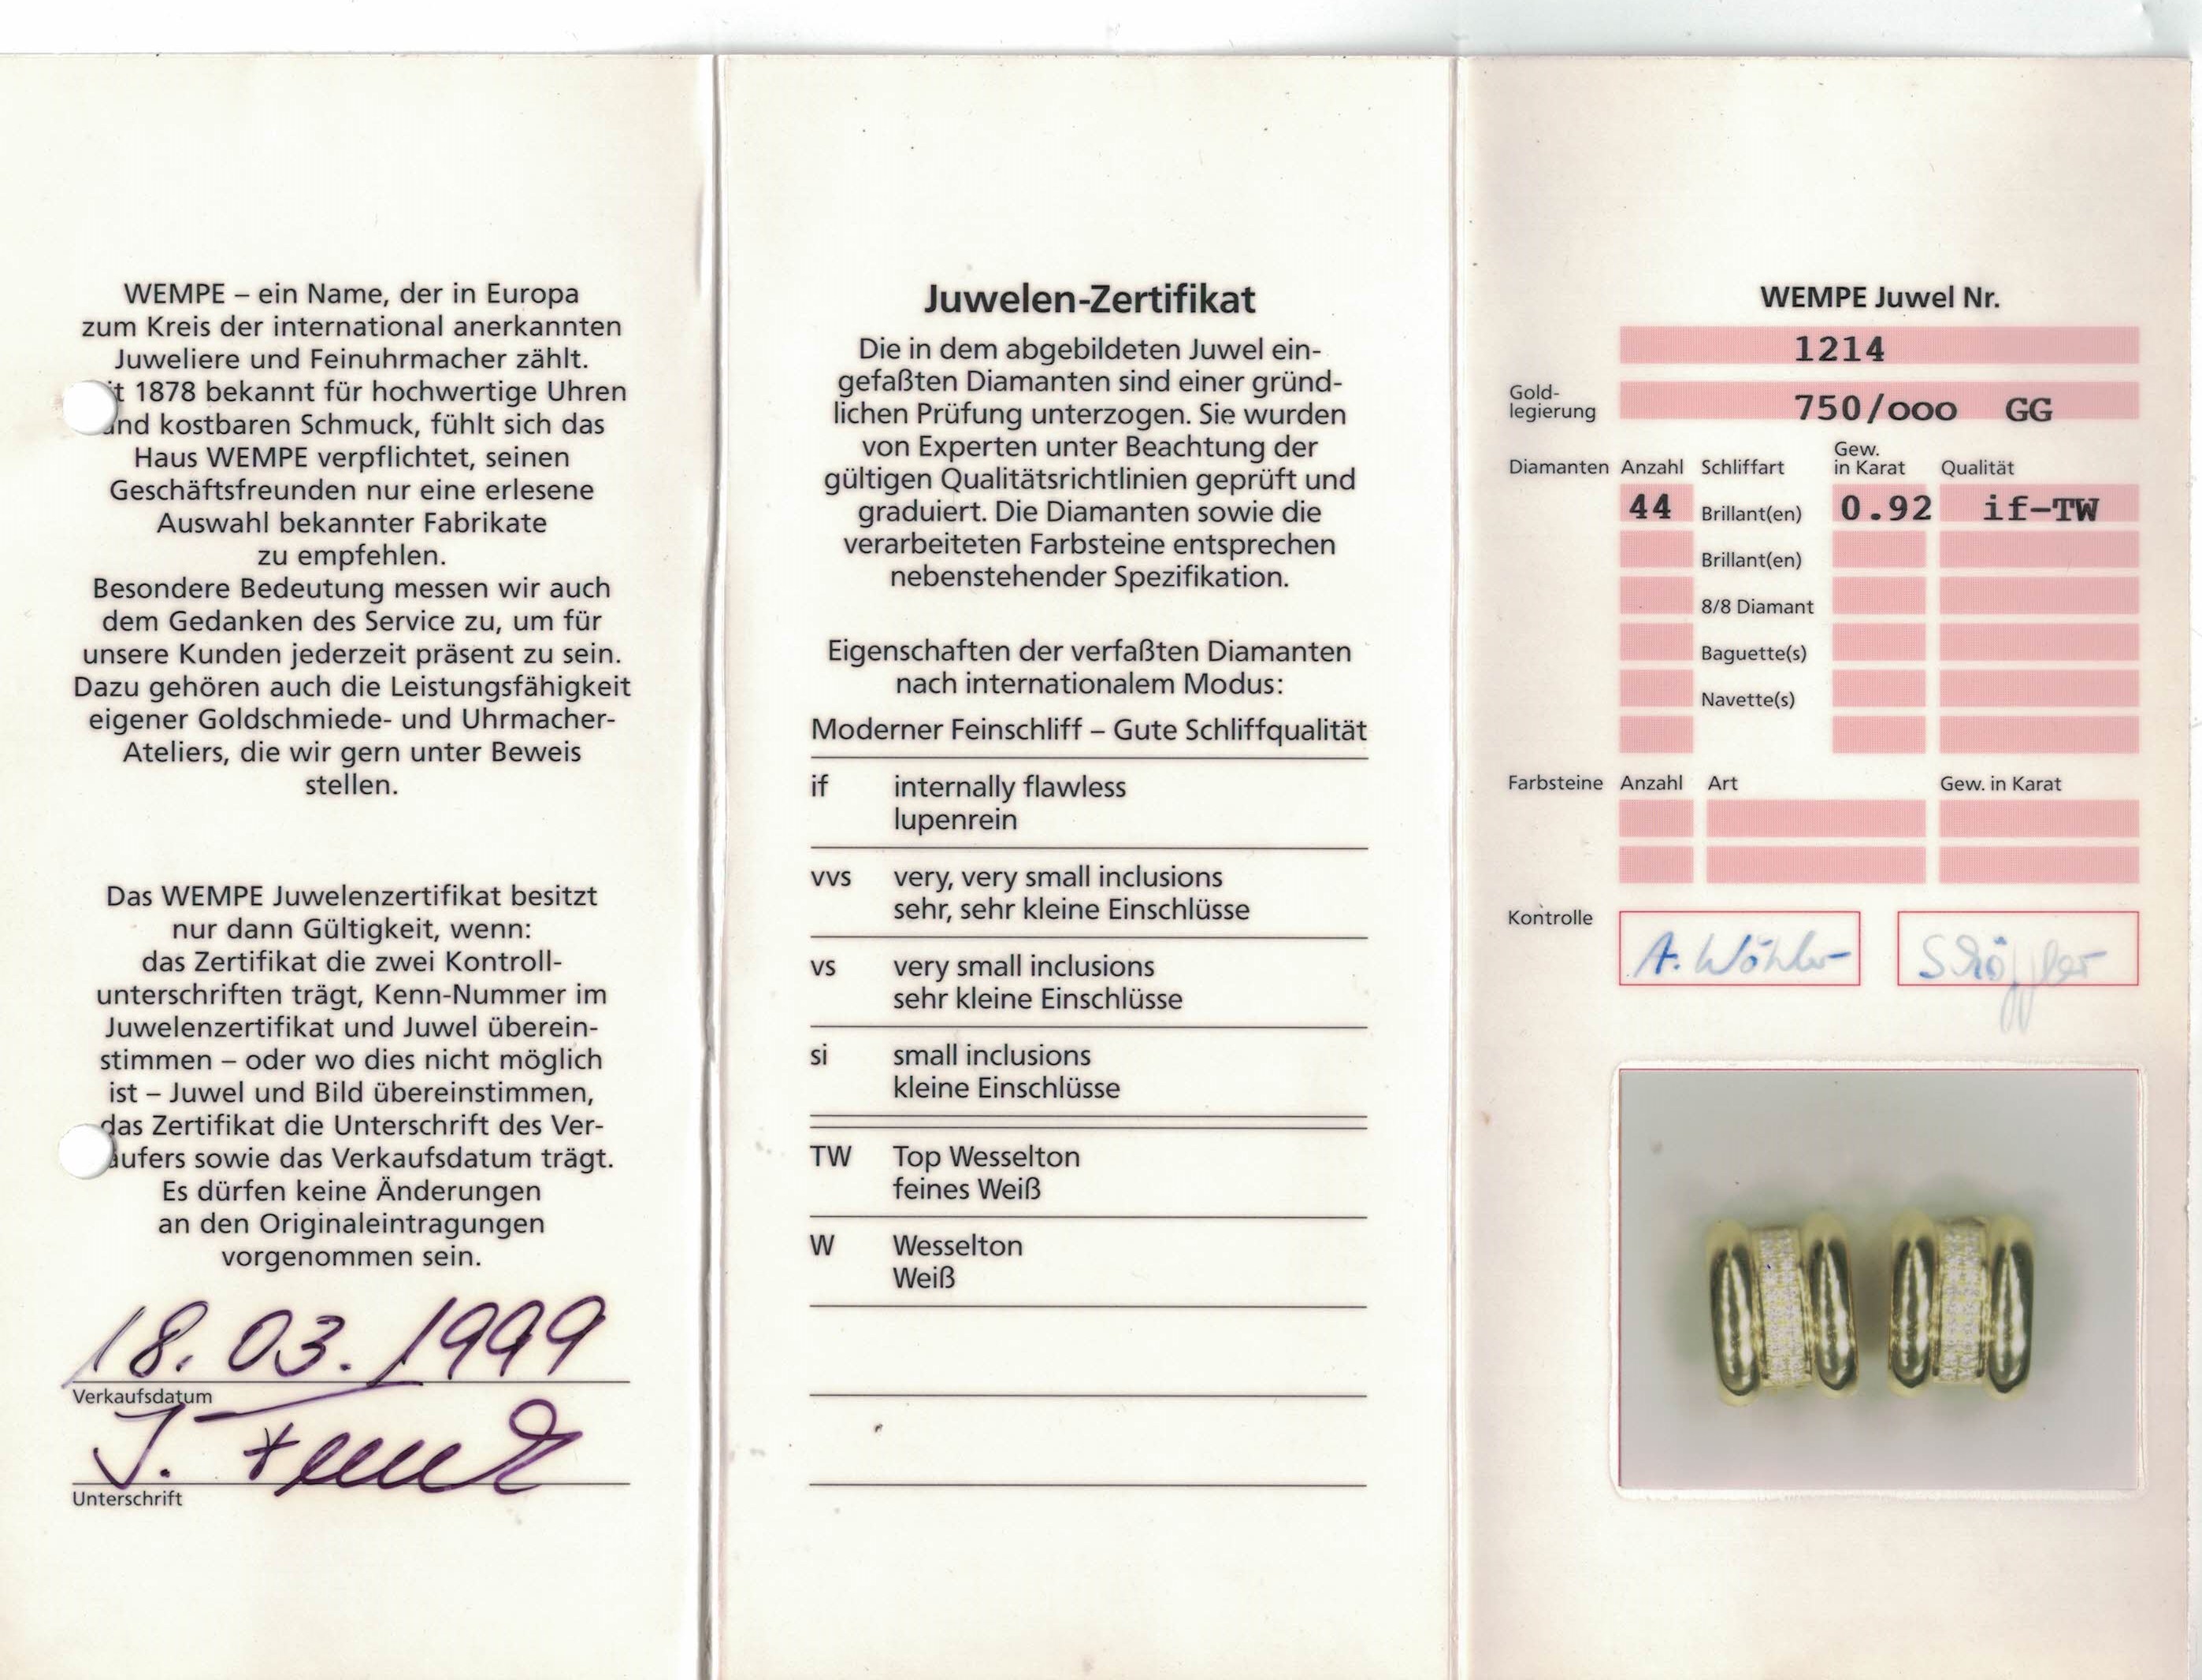 WEMPE – ein Name, der in Europa
zum Kreis der international anerkannten
Juweliere und Feinuhrmacher zählt.
it 1878 bekannt für hochwertige Uhren
und kostbaren Schmuck, fühlt sich das
Haus WEMPE verpflichtet, seinen
Geschäftsfreunden nur eine erlesene
Auswahl bekannter Fabrikate
zu empfehlen.
Besondere Bedeutung messen wir auch
dem Gedanken des Service zu, um für
unsere Kunden jederzeit präsent zu sein.
Dazu gehören auch die Leistungsfähigkeit
eigener Goldschmiede- und Uhrmacher-
Ateliers, die wir gern unter Beweis
stellen.
Das WEMPE Juwelenzertifikat besitzt
nur dann Gültigkeit, wenn:
das Zertifikat die zwei Kontroll-
unterschriften trägt, Kenn-Nummer im
Juwelenzertifikat und Juwel überein-
stimmen – oder wo dies nicht möglich
ist – Juwel und Bild übereinstimmen,
das Zertifikat die Unterschrift des Ver-
äufers sowie das Verkaufsdatum trägt.
Es dürfen keine Änderungen
an den Originaleintragungen
vorgenommen sein.
18.03.1999
Verkaufsdatum
J.
Unterschrift
Juwelen-Zertifikat
Die in dem abgebildeten Juwel ein-
gefaßten Diamanten sind einer gründ-
lichen Prüfung unterzogen. Sie wurden
von Experten unter Beachtung der
gültigen Qualitätsrichtlinien geprüft und
graduiert. Die Diamanten sowie die
verarbeiteten Farbsteine entsprechen
nebenstehender Spezifikation.
Eigenschaften der verfaßten Diamanten
nach internationalem Modus:
Moderner Feinschliff – Gute Schliffqualität
if internally flawless
lupenrein
vvs very, very small inclusions
sehr, sehr kleine Einschlüsse
vs very small inclusions
sehr kleine Einschlüsse
si small inclusions
kleine Einschlüsse
TW Top Wesselton
feines Weiß
W Wesselton
Weiß
WEMPE Juwel Nr.
1214
Gold-
legierung 750/ooo GG
Diamanten Anzahl Schliffart Gew. in Karat Qualität
44 Brillant(en) 0.92 if-TW
Brillant(en)
8/8 Diamant
Baguette(s)
Navette(s)
Farbsteine Anzahl Art Gew. in Karat
Kontrolle A. Wöhler